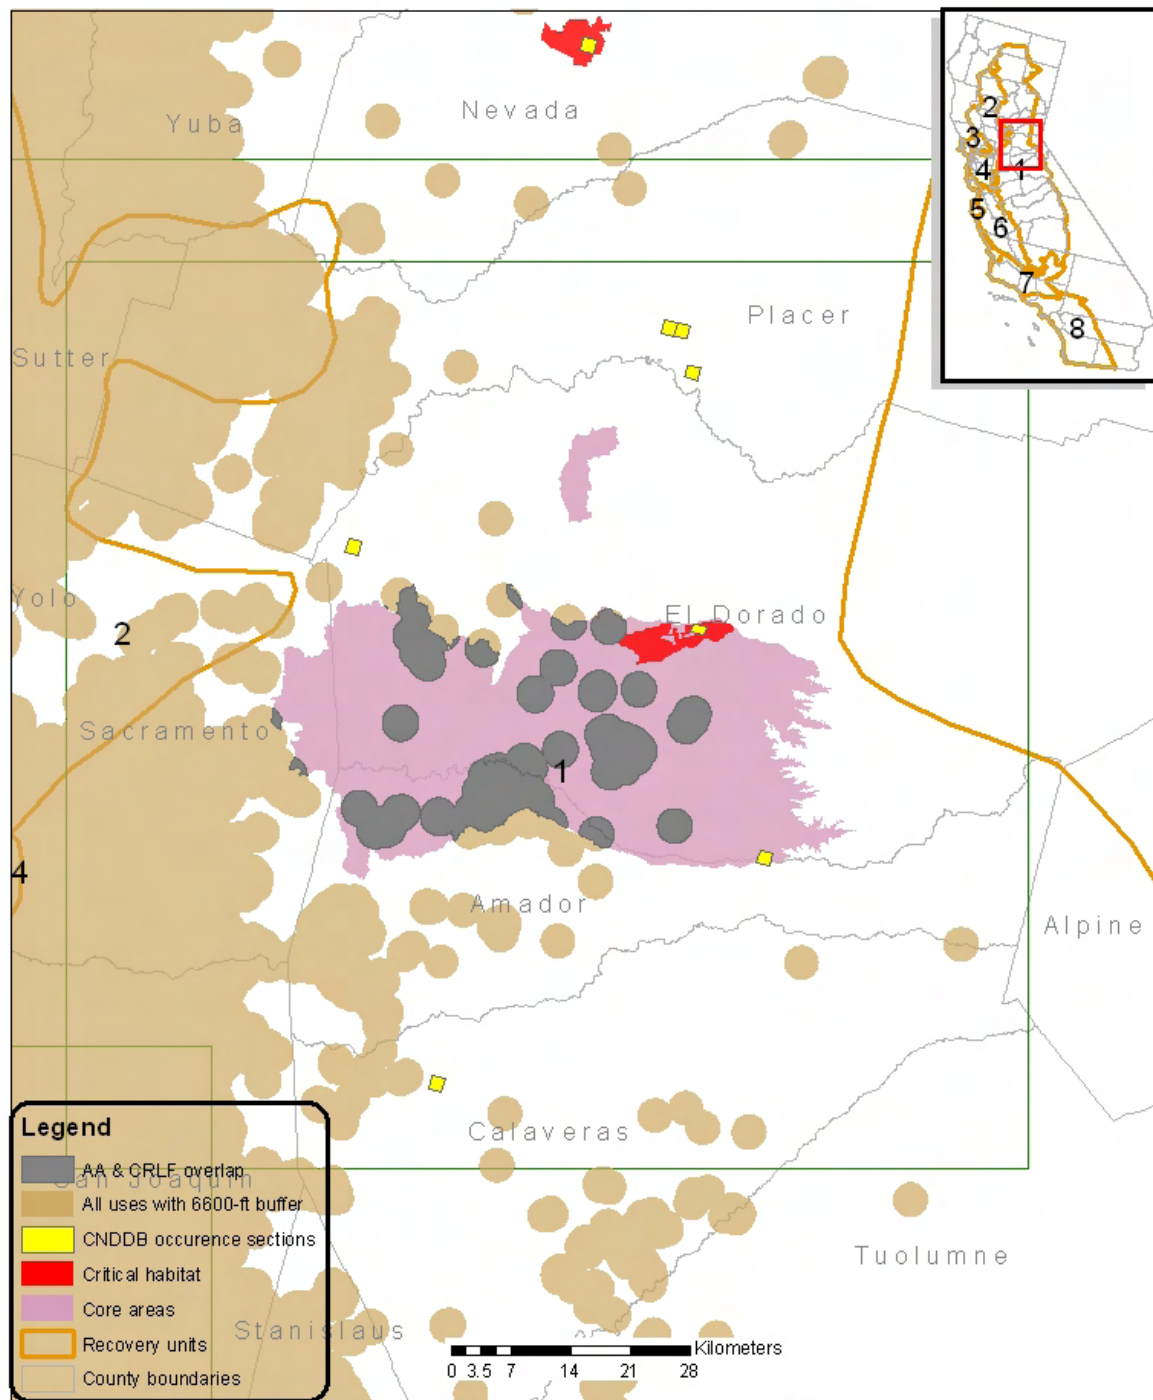 Nevada
Yuba
2
3
4
1
5
6
7
8
Placer
Sutter
Yolo
El Dorado
2
Sacramento
1
4
Amador
Alpine
Calaveras
Legend
AA & CRLF overlap
San Joaquin
All uses with 6600-ft buffer
CNDDB occurence sections
Tuolumne
Critical habitat
Core areas
Stanislaus
Recovery units
Kilometers
0 3.5 7 14 21 28
County boundaries